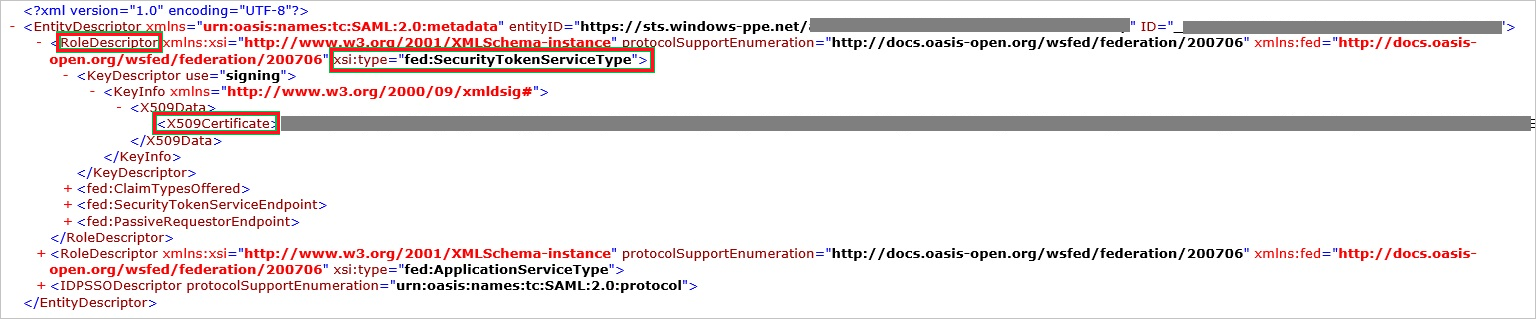 <?xml version="1.0" encoding="UTF-8"?>
- <EntityDescriptor xmlns="urn:oasis:names:tc:SAML:2.0:metadata" entityID="https://sts.windows-ppe.net/ " ID="_ ">
- <RoleDescriptor xmlns:xsi="http://www.w3.org/2001/XMLSchema-instance" protocolSupportEnumeration="http://docs.oasis-open.org/wsfed/federation/200706" xmlns:fed="http://docs.oasis-
open.org/wsfed/federation/200706" xsi:type="fed:SecurityTokenServiceType">
- <KeyDescriptor use="signing">
- <KeyInfo xmlns="http://www.w3.org/2000/09/xmldsig#">
- <X509Data>
<X509Certificate>
</X509Data>
</KeyInfo>
</KeyDescriptor>
+ <fed:ClaimTypesOffered>
+ <fed:SecurityTokenServiceEndpoint>
+ <fed:PassiveRequestorEndpoint>
</RoleDescriptor>
+ <RoleDescriptor xmlns:xsi="http://www.w3.org/2001/XMLSchema-instance" protocolSupportEnumeration="http://docs.oasis-open.org/wsfed/federation/200706" xmlns:fed="http://docs.oasis-
open.org/wsfed/federation/200706" xsi:type="fed:ApplicationServiceType">
+ <IDPSSODescriptor protocolSupportEnumeration="urn:oasis:names:tc:SAML:2.0:protocol">
</EntityDescriptor>